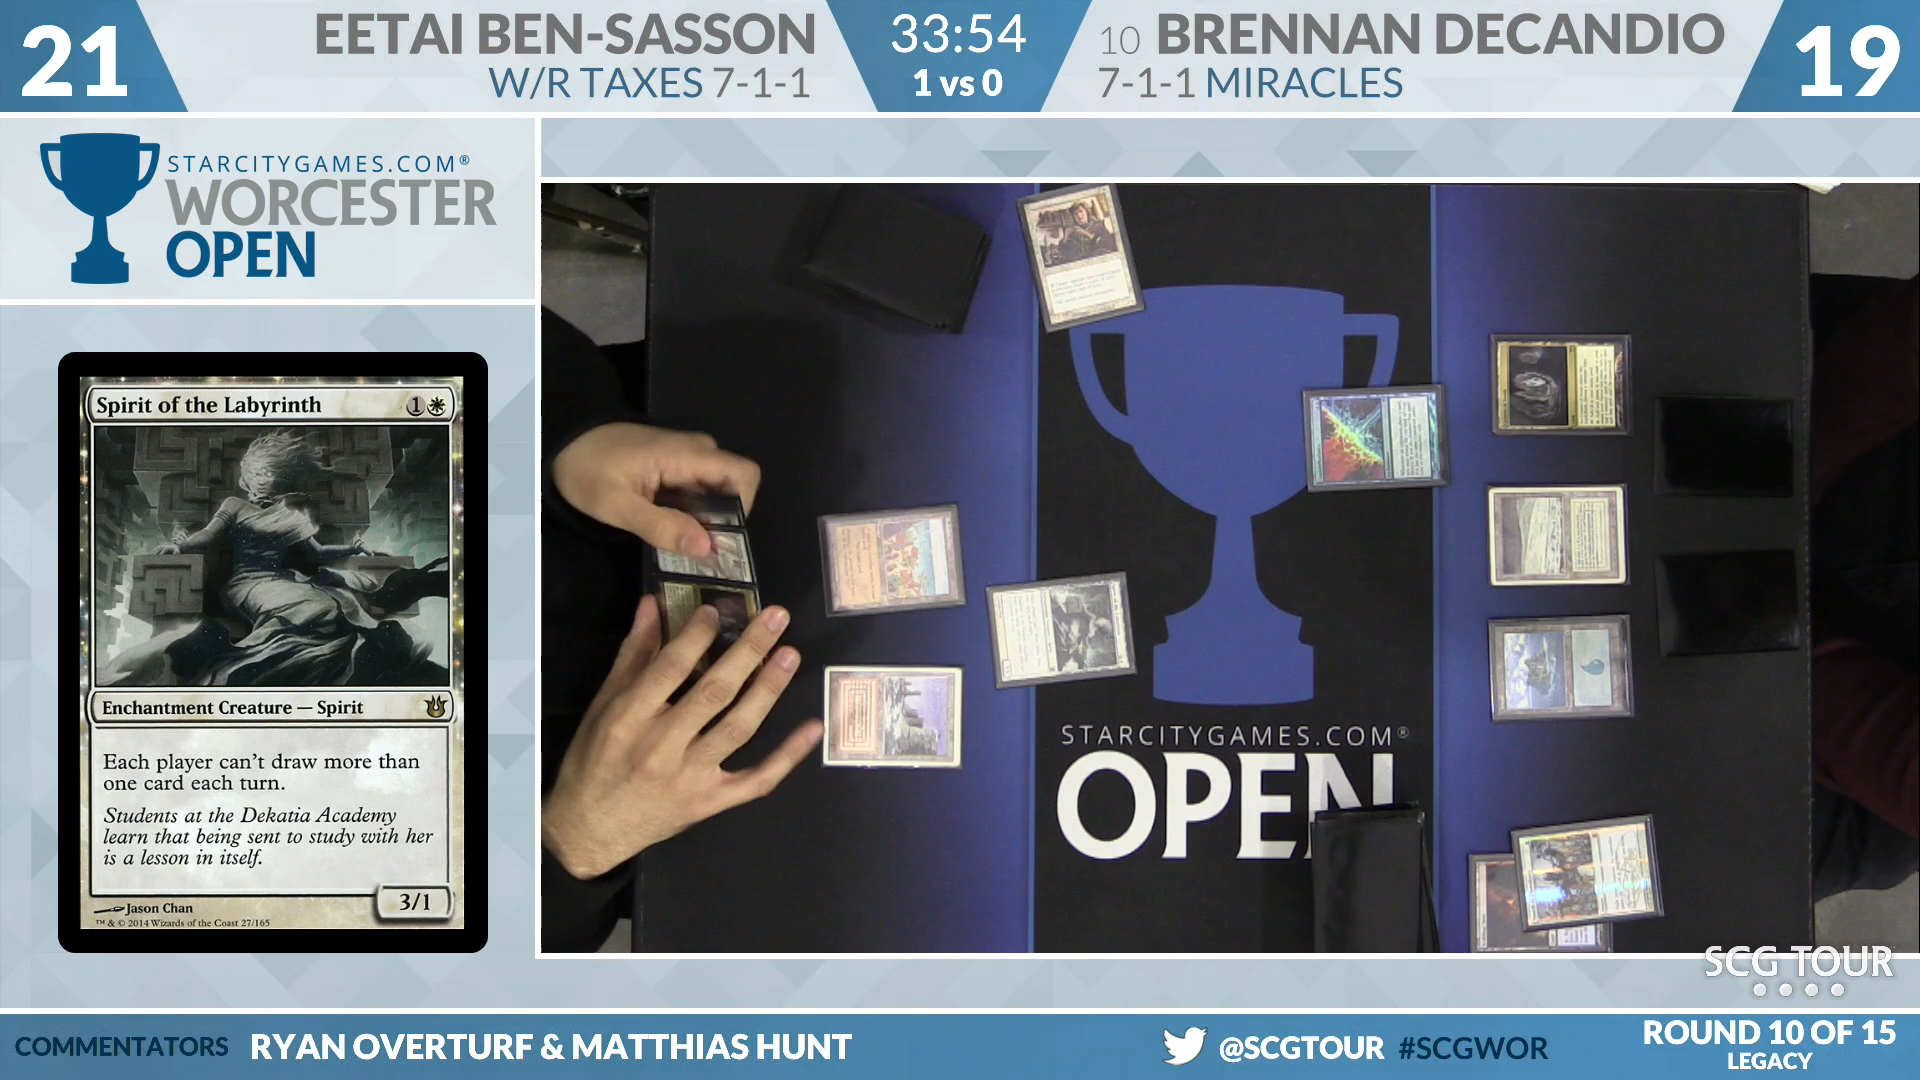 21
EETAI BEN-SASSON
W/R TAXES 7-1-1
33:54
1 vs 0
10 BRENNAN DECANDIO
7-1-1 MIRACLES
19
STARCITYGAMES.COM®
WORCESTER
OPEN
Spirit of the Labyrinth 1
Enchantment Creature — Spirit
Each player can't draw more than
one card each turn.
Students at the Dekatia Academy
learn that being sent to study with her
is a lesson in itself.
3/1
Jason Chan
™ & © 2014 Wizards of the Coast 27/165
STARCITYGAMES.COM®
OPEN
SCG TOUR
COMMENTATORS RYAN OVERTURF & MATTHIAS HUNT
@SCGTOUR #SCGWOR
ROUND 10 OF 15
LEGACY